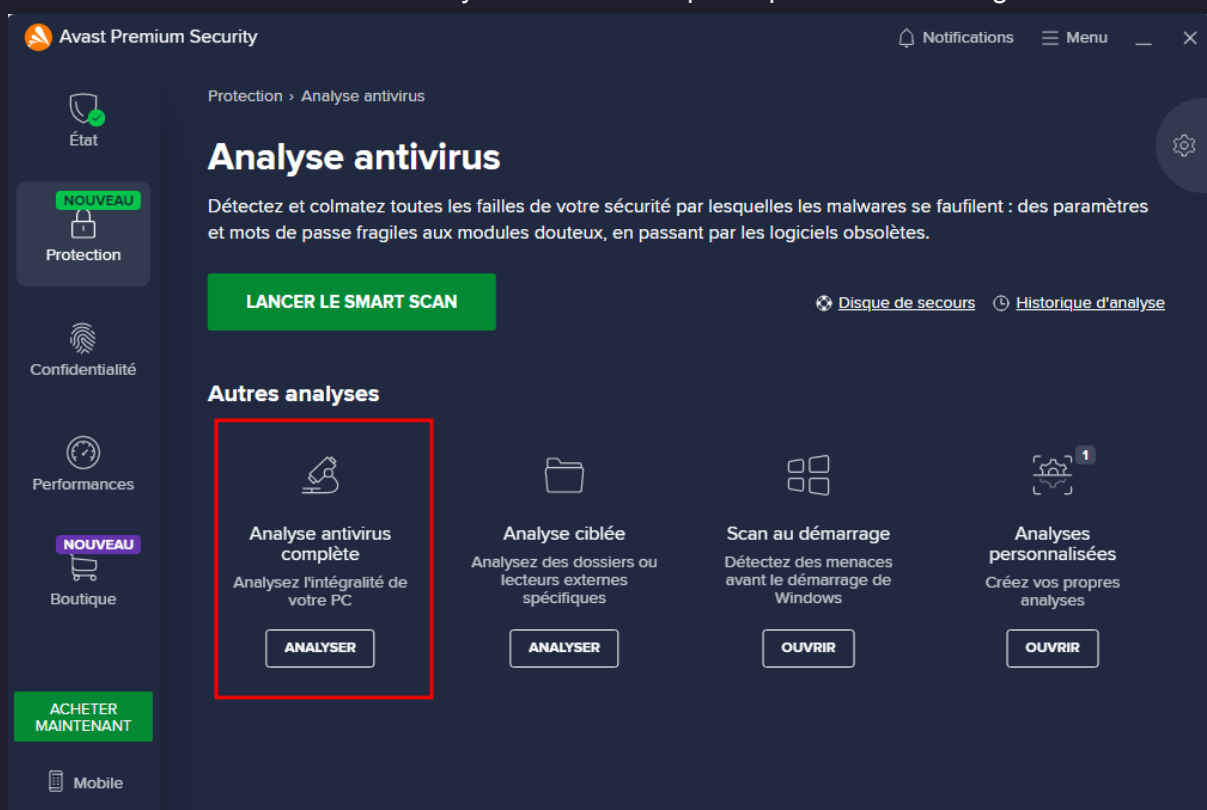 Avast Premium Security
Notifications
Menu
État
NOUVEAU
Protection
Confidentialité
Performances
NOUVEAU
Boutique
ACHETER
MAINTENANT
Mobile
Protection › Analyse antivirus
Analyse antivirus
Détectez et colmatez toutes les failles de votre sécurité par lesquelles les malwares se faufilent : des paramètres
et mots de passe fragiles aux modules douteux, en passant par les logiciels obsolètes.
LANCER LE SMART SCAN
Disque de secours
Historique d'analyse
Autres analyses
Analyse antivirus
complète
Analysez l'intégralité de
votre PC
ANALYSER
Analyse ciblée
Analysez des dossiers ou
lecteurs externes
spécifiques
ANALYSER
Scan au démarrage
Détectez des menaces
avant le démarrage de
Windows
OUVRIR
1
Analyses
personnalisées
Créez vos propres
analyses
OUVRIR